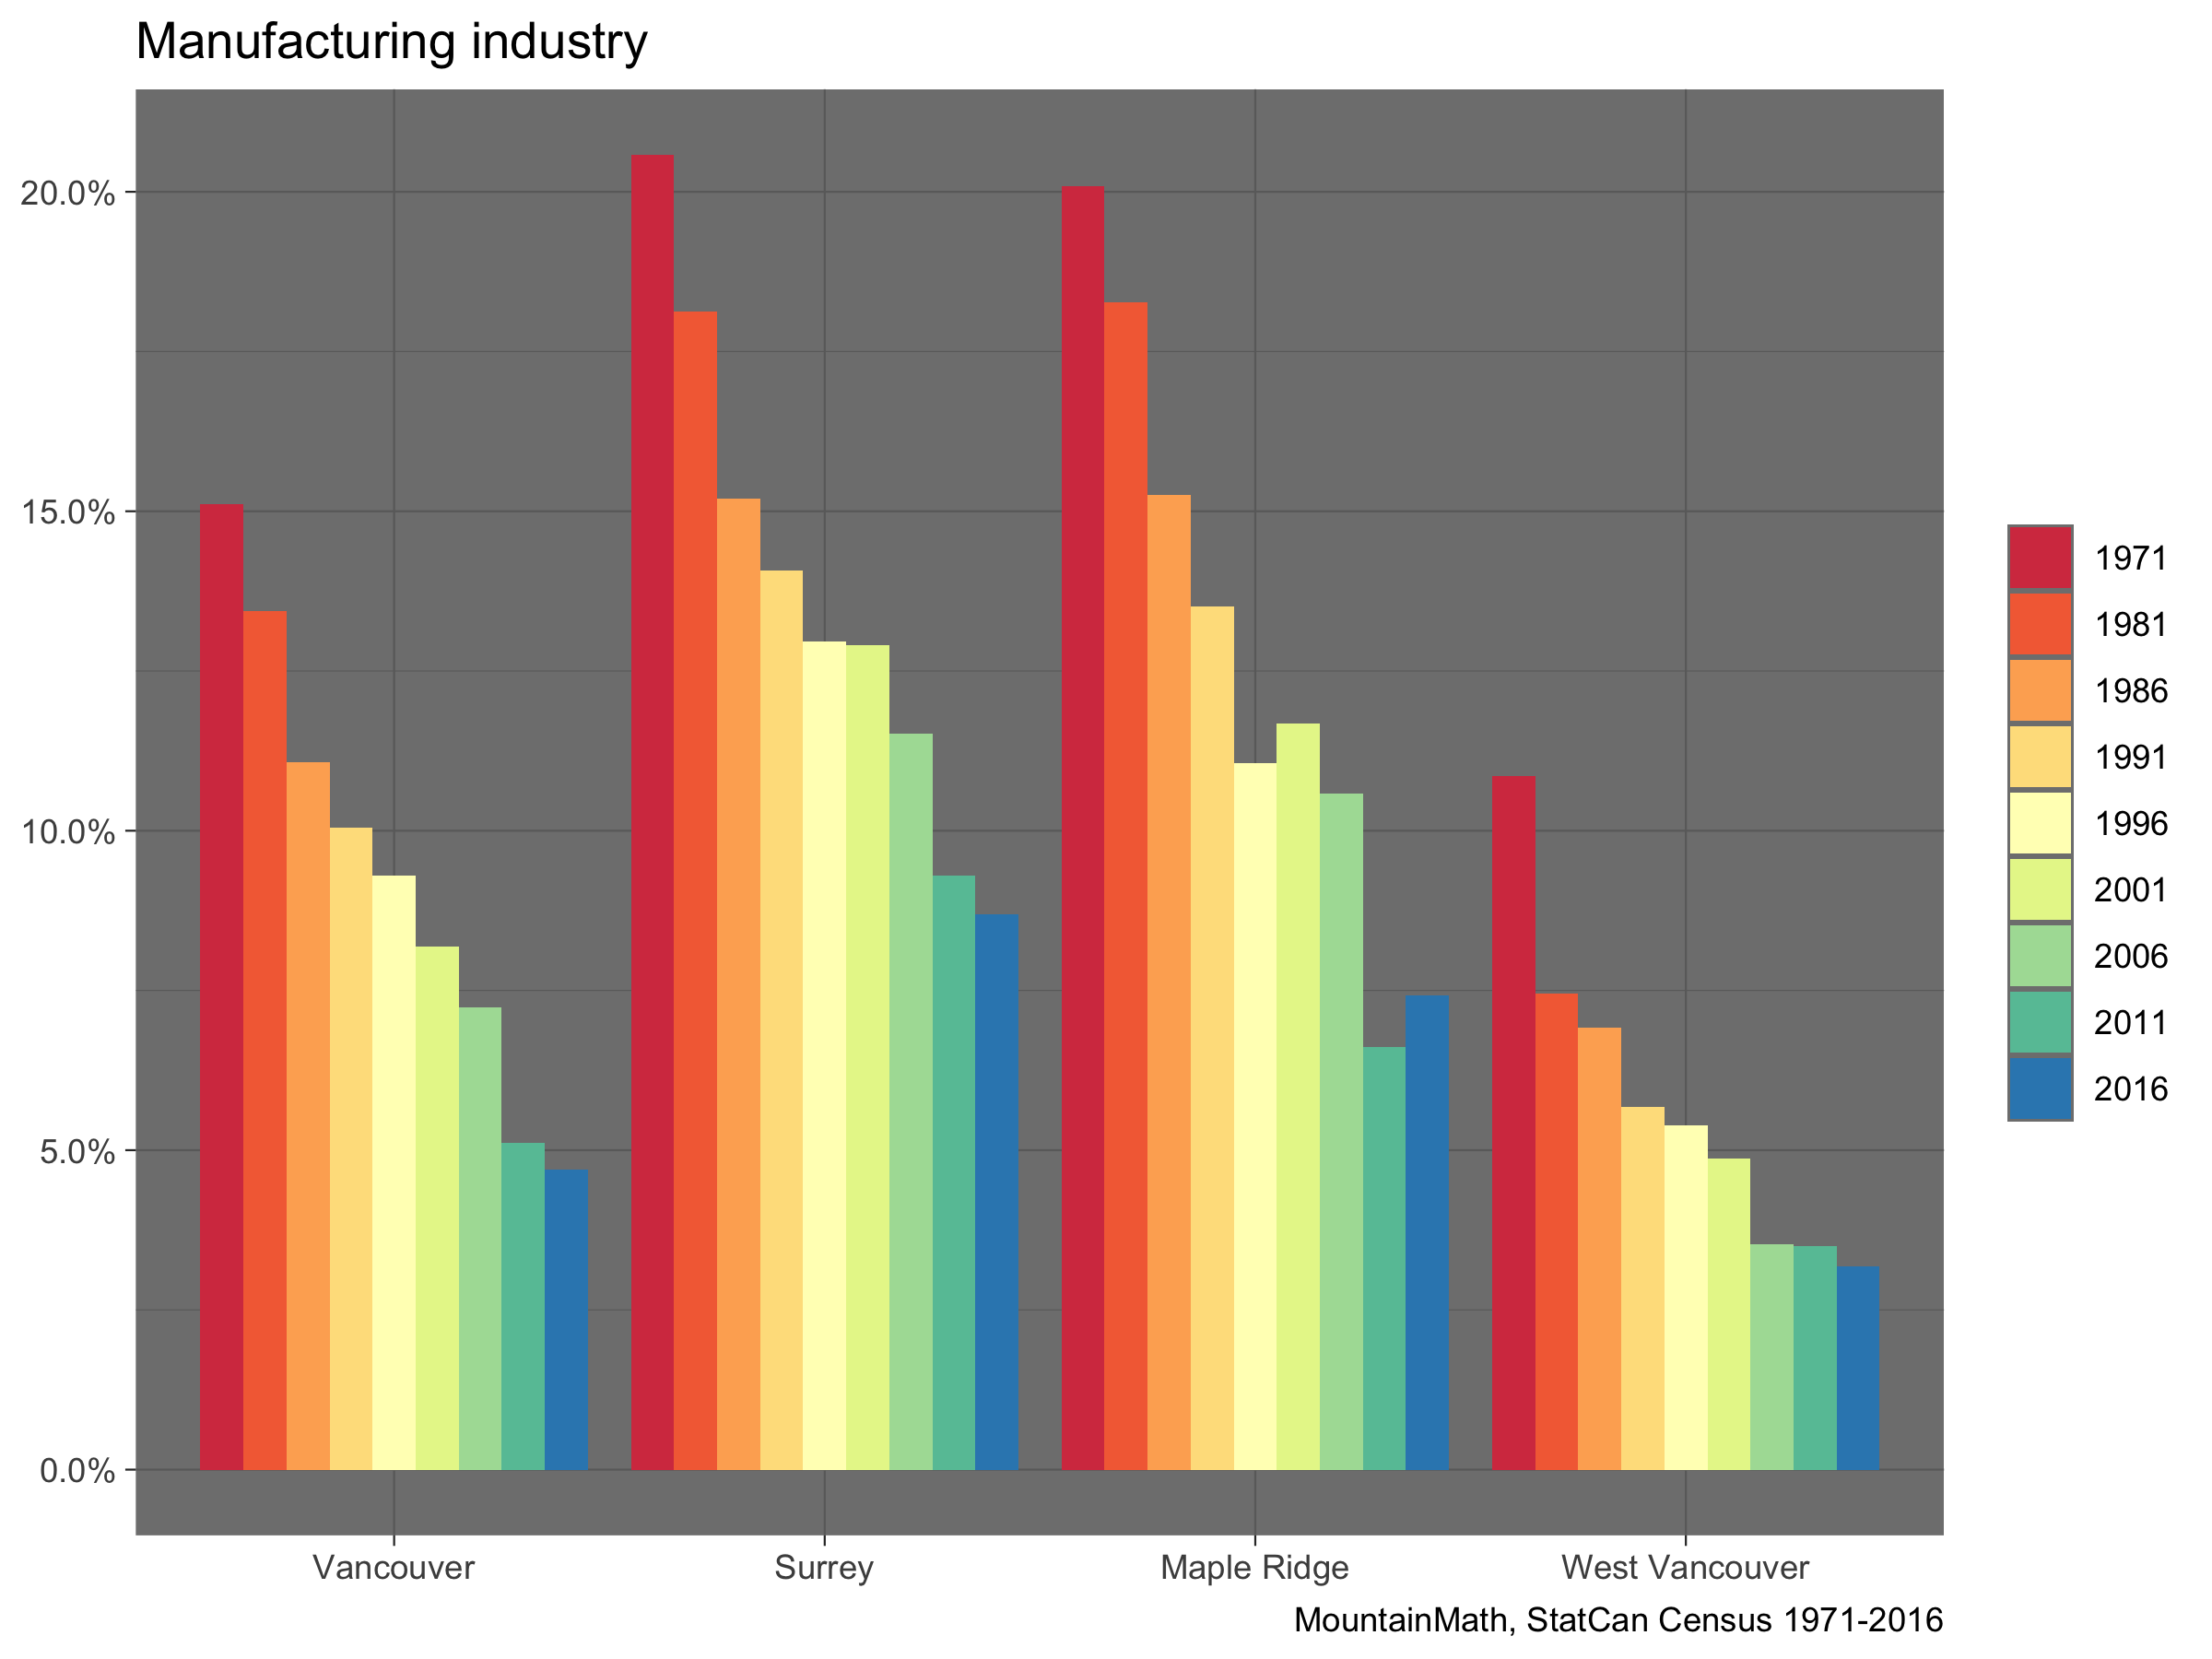 Manufacturing industry
20.0%
15.0%
10.0%
5.0%
0.0%
Vancouver
Surrey
Maple Ridge
West Vancouver
1971
1981
1986
1991
1996
2001
2006
2011
2016
MountainMath, StatCan Census 1971-2016